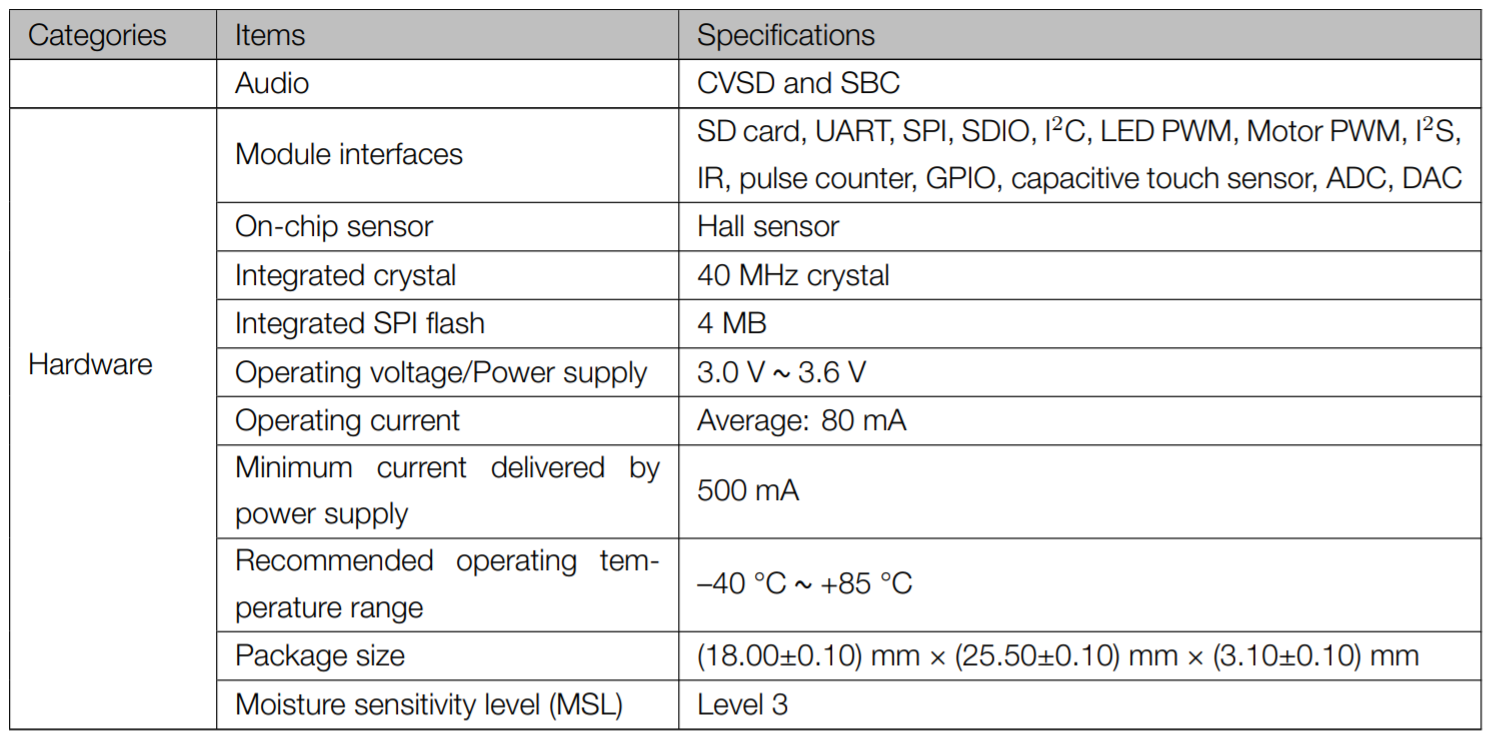 Categories Items Specifications
Audio CVSD and SBC
Module interfaces
SD card, UART, SPI, SDIO, I²C, LED PWM, Motor PWM, I²S,
IR, pulse counter, GPIO, capacitive touch sensor, ADC, DAC
On-chip sensor Hall sensor
Integrated crystal 40 MHz crystal
Integrated SPI flash 4 MB
Hardware
Operating voltage/Power supply 3.0 V ~ 3.6 V
Operating current Average: 80 mA
Minimum current delivered by
power supply
500 mA
Recommended operating tem-
perature range
–40 °C ~ +85 °C
Package size (18.00±0.10) mm × (25.50±0.10) mm × (3.10±0.10) mm
Moisture sensitivity level (MSL) Level 3